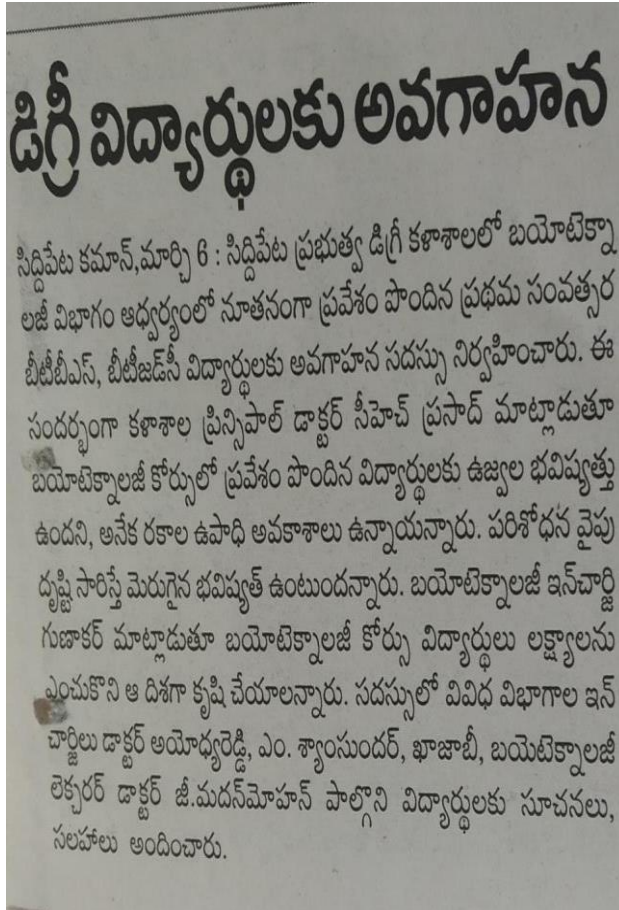 డిగ్రీ విద్యార్థులకు అవగాహన
సిద్దిపేట కమాన్,మార్చి 6 : సిద్దిపేట ప్రభుత్వ డిగ్రీ కళాశాలలో బయోటెక్నా
లజీ విభాగం ఆధ్వర్యంలో నూతనంగా ప్రవేశం పొందిన ప్రథమ సంవత్సర
బీటీబీఎస్, బీటీజడ్‌సీ విద్యార్థులకు అవగాహన సదస్సు నిర్వహించారు. ఈ
సందర్భంగా కళాశాల ప్రిన్సిపాల్ డాక్టర్ సీహెచ్ ప్రసాద్ మాట్లాడుతూ
బయోటెక్నాలజీ కోర్సులో ప్రవేశం పొందిన విద్యార్థులకు ఉజ్వల భవిష్యత్తు
ఉందని, అనేక రకాల ఉపాధి అవకాశాలు ఉన్నాయన్నారు. పరిశోధన వైపు
దృష్టి సారిస్తే మెరుగైన భవిష్యత్ ఉంటుందన్నారు. బయోటెక్నాలజీ ఇన్‌చార్జి
గుణాకర్ మాట్లాడుతూ బయోటెక్నాలజీ కోర్సు విద్యార్థులు లక్ష్యాలను
ఎంచుకొని ఆ దిశగా కృషి చేయాలన్నారు. సదస్సులో వివిధ విభాగాల ఇన్
చార్జీలు డాక్టర్ అయోధ్యరెడ్డి, ఎం. శ్యాంసుందర్, ఖాజాబీ, బయెటెక్నాలజీ
లెక్చరర్ డాక్టర్ జీ.మదన్‌మోహన్ పాల్గొని విద్యార్థులకు సూచనలు,
సలహాలు అందించారు.